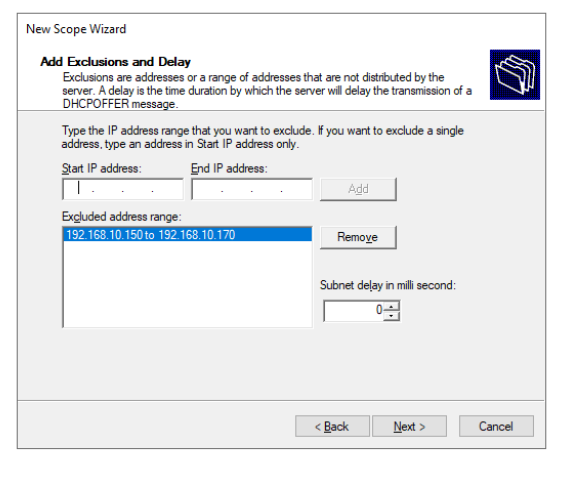 New Scope Wizard
Add Exclusions and Delay
Exclusions are addresses or a range of addresses that are not distributed by the
server. A delay is the time duration by which the server will delay the transmission of a
DHCPOFFER message.
Type the IP address range that you want to exclude. If you want to exclude a single
address, type an address in Start IP address only.
Start IP address: End IP address:
. . . . . . Add
Excluded address range:
192.168.10.150 to 192.168.10.170 Remove
Subnet delay in milli second:
0
< Back Next > Cancel